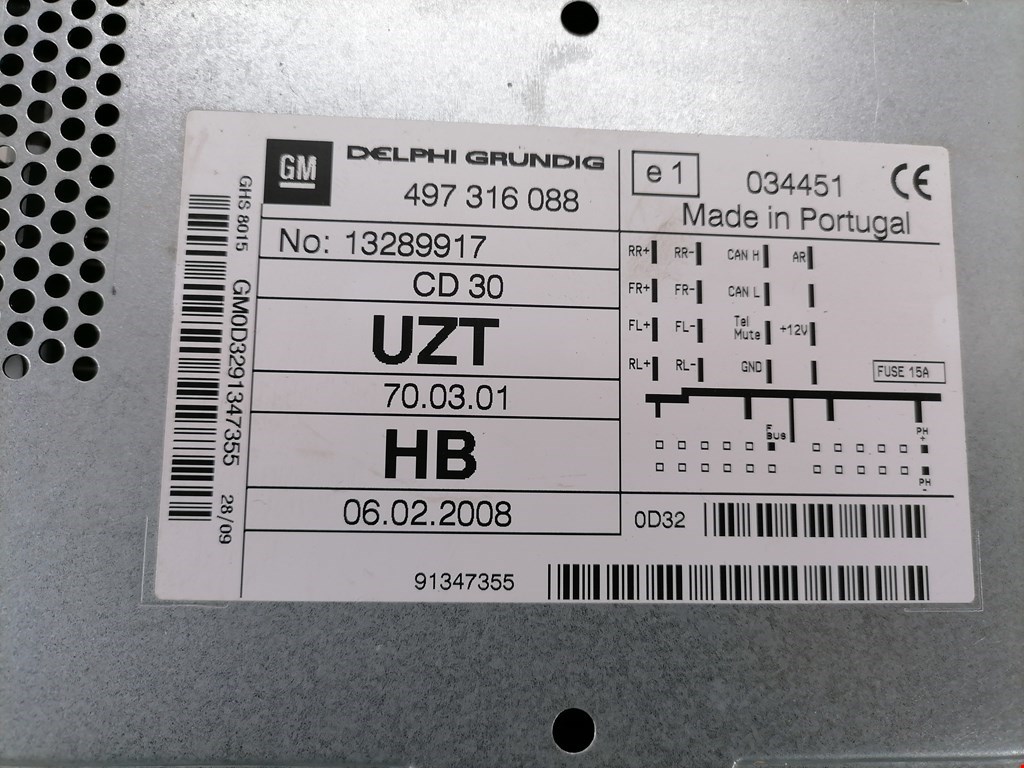 GM
DELPHI GRUNDIG
497 316 088
No: 13289917
CD 30
UZT
70.03.01
HB
06.02.2008
e 1
034451
CE
Made in Portugal
RR+ RR- CAN H AR
FR+ FR- CAN L
FL+ FL- Tel Mute +12V
RL+ RL- GND
FUSE 15A
F BUS
PH +
PH -
0D32
91347355
GHS 8015
GM0D3291347355
28/09